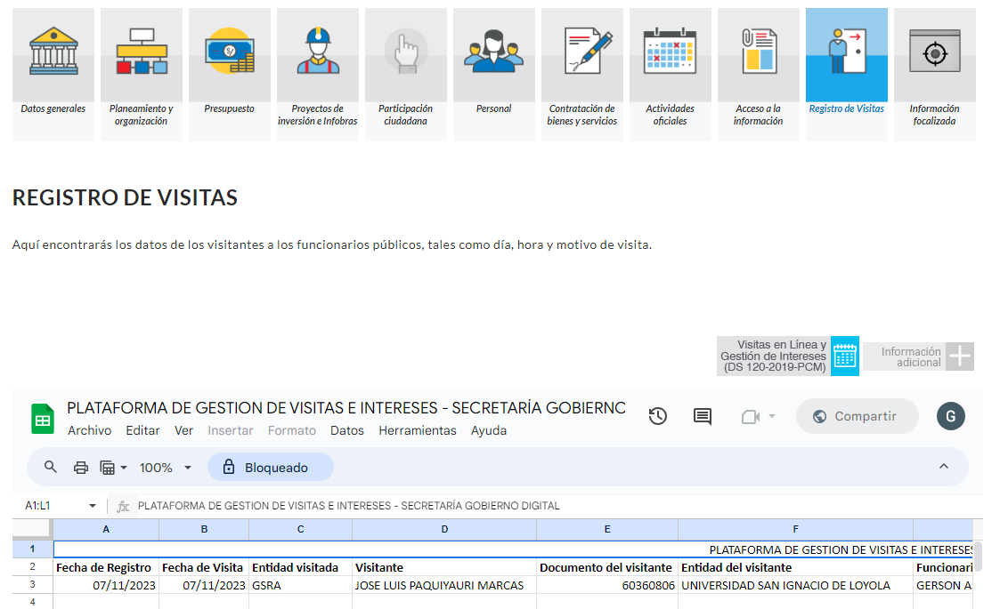 Datos generales
Planeamiento y
organización
Presupuesto
Proyectos de
inversión e Infobras
Participación
ciudadana
Personal
Contratación de
bienes y servicios
Actividades
oficiales
Acceso a la
información
Registro de Visitas
Información
focalizada
REGISTRO DE VISITAS
Aquí encontrarás los datos de los visitantes a los funcionarios públicos, tales como día, hora y motivo de visita.
Visitas en Línea y
Gestión de Intereses
(DS 120-2019-PCM)
Información
adicional
PLATAFORMA DE GESTION DE VISITAS E INTERESES - SECRETARÍA GOBIERNO
Archivo Editar Ver Insertar Formato Datos Herramientas Ayuda
Compartir
G
100% Bloqueado
A1:L1 fx PLATAFORMA DE GESTION DE VISITAS E INTERESES - SECRETARÍA GOBIERNO DIGITAL
A B C D E F
1 PLATAFORMA DE GESTION DE VISITAS E INTERESES
2 Fecha de Registro Fecha de Visita Entidad visitada Visitante Documento del visitante Entidad del visitante Funcionari
3 07/11/2023 07/11/2023 GSRA JOSE LUIS PAQUIYAURI MARCAS 60360806 UNIVERSIDAD SAN IGNACIO DE LOYOLA GERSON A
4